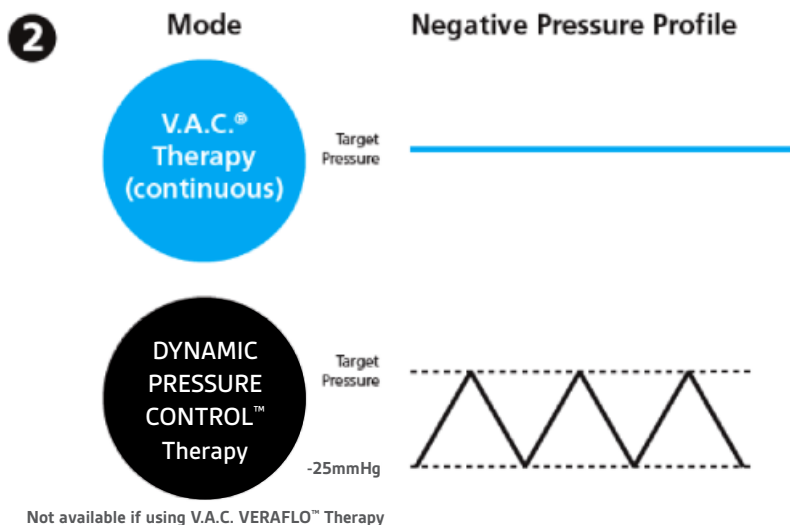 2
Mode
Negative Pressure Profile
V.A.C.®
Therapy
(continuous)
Target
Pressure
DYNAMIC
PRESSURE
CONTROL™
Therapy
Target
Pressure
-25mmHg
Not available if using V.A.C. VERAFLO™ Therapy